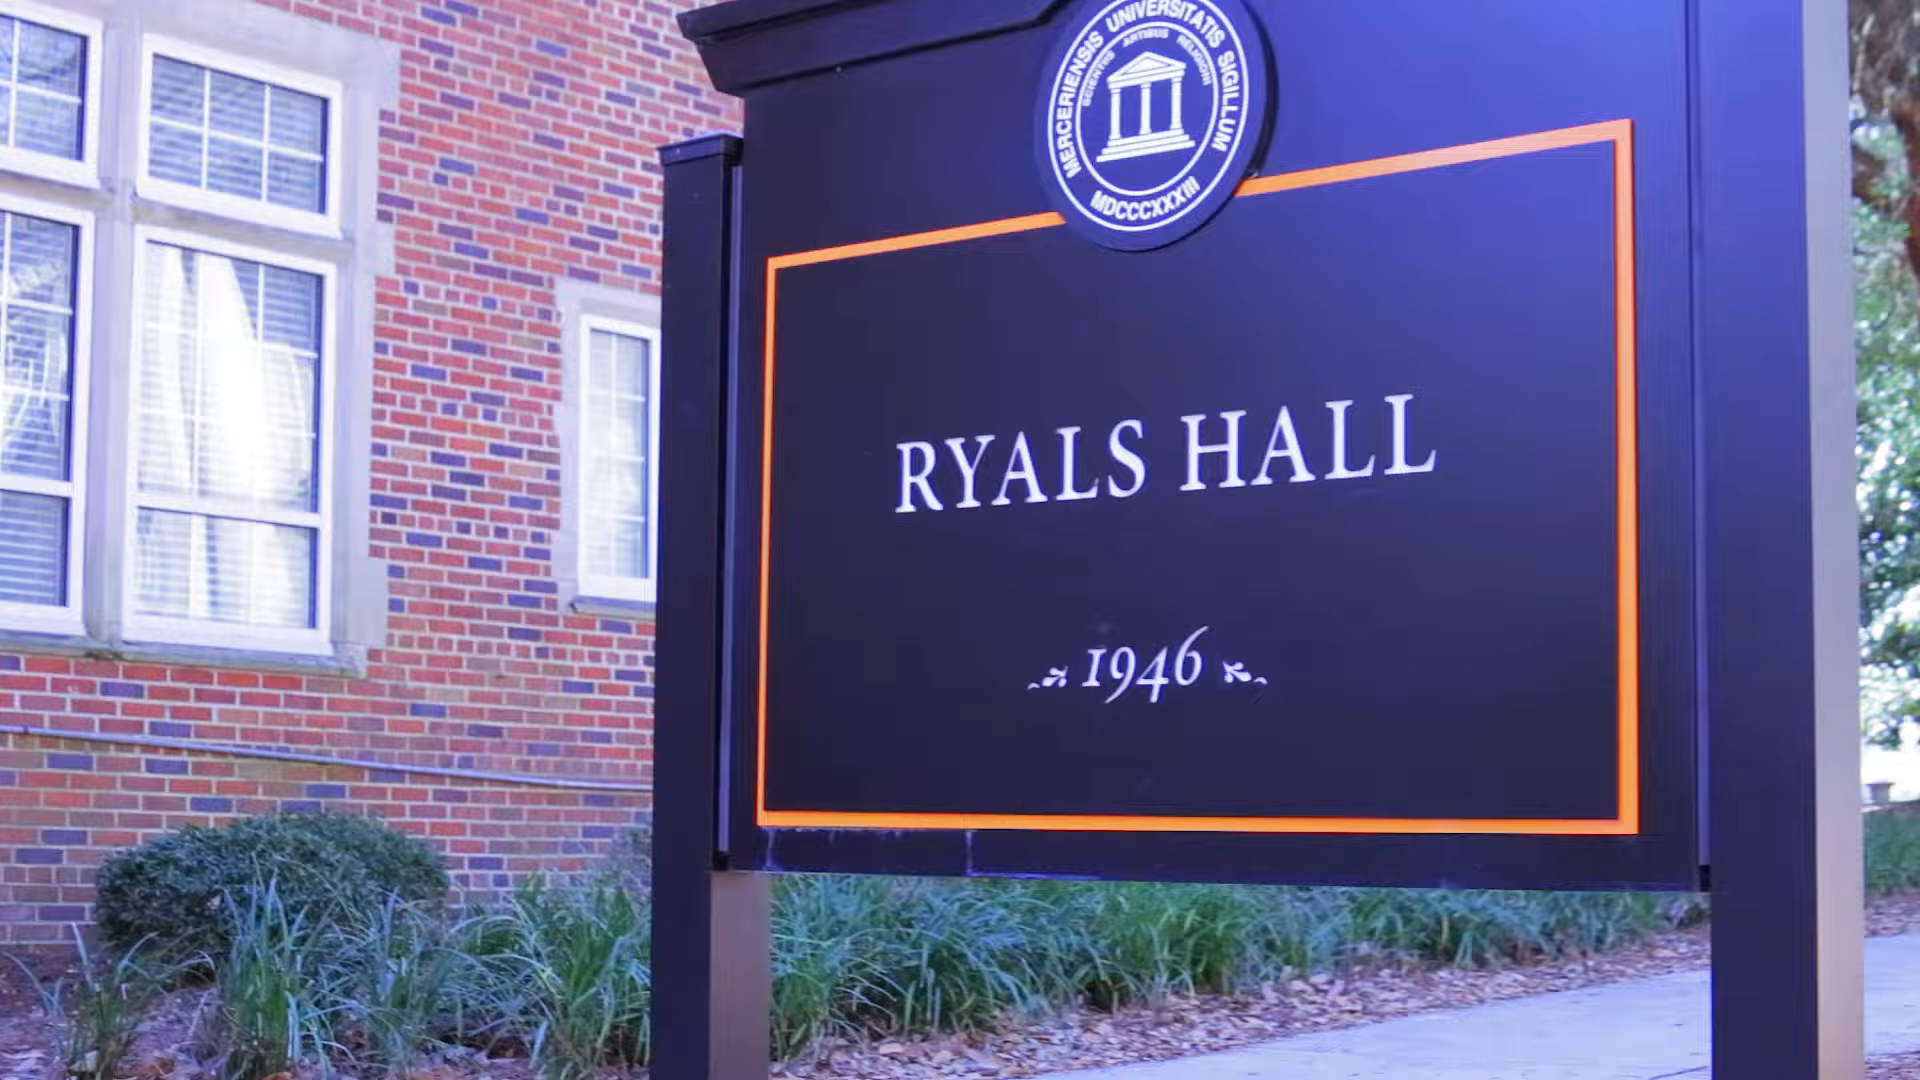 MERCERIENSIS UNIVERSITATIS SIGILLUM
SCIENTIIS ARTIBUS RELIGIONI
MDCCCXXXIII
RYALS HALL
1946